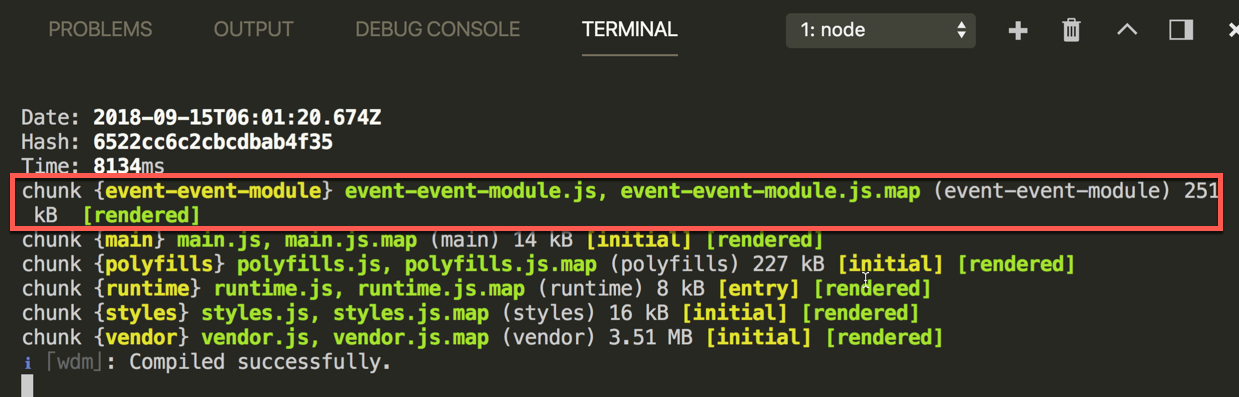 PROBLEMS OUTPUT DEBUG CONSOLE TERMINAL 1: node
Date: 2018-09-15T06:01:20.674Z
Hash: 6522cc6c2cbcdbab4f35
Time: 8134ms
chunk {event-event-module} event-event-module.js, event-event-module.js.map (event-event-module) 251
kB [rendered]
chunk {main} main.js, main.js.map (main) 14 kB [initial] [rendered]
chunk {polyfills} polyfills.js, polyfills.js.map (polyfills) 227 kB [initial] [rendered]
chunk {runtime} runtime.js, runtime.js.map (runtime) 8 kB [entry] [rendered]
chunk {styles} styles.js, styles.js.map (styles) 16 kB [initial] [rendered]
chunk {vendor} vendor.js, vendor.js.map (vendor) 3.51 MB [initial] [rendered]
ℹ ｢wdm｣: Compiled successfully.